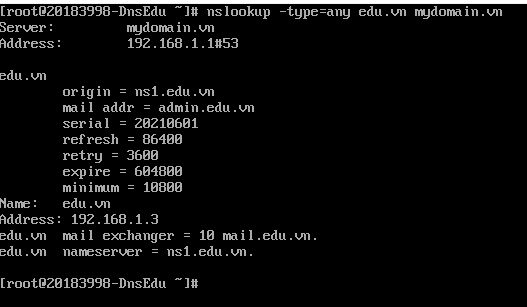 [root@20183998-DnsEdu ~]# nslookup -type=any edu.vn mydomain.vn
Server: mydomain.vn
Address: 192.168.1.1#53
edu.vn
origin = ns1.edu.vn
mail addr = admin.edu.vn
serial = 20210601
refresh = 86400
retry = 3600
expire = 604800
minimum = 10800
Name: edu.vn
Address: 192.168.1.3
edu.vn mail exchanger = 10 mail.edu.vn.
edu.vn nameserver = ns1.edu.vn.
[root@20183998-DnsEdu ~]#